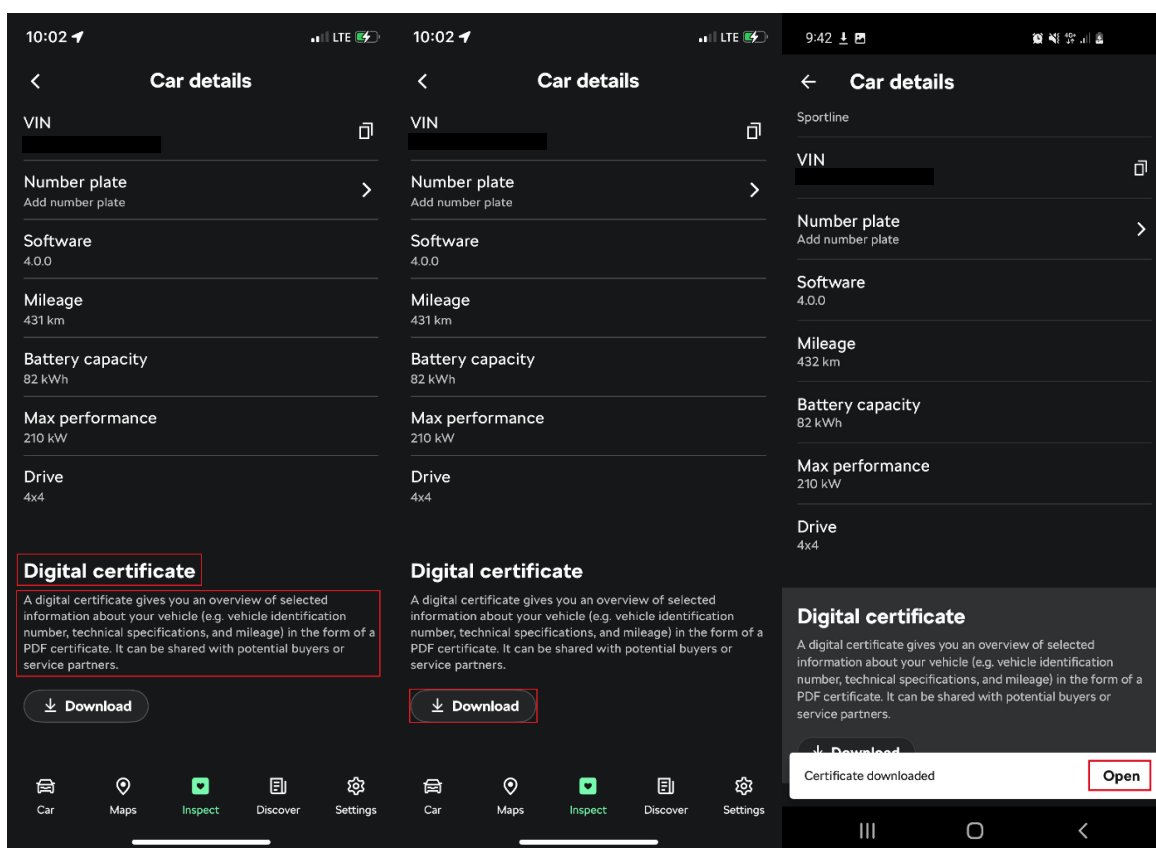 10:02
LTE
Car details
VIN
Number plate
Add number plate
Software
4.0.0
Mileage
431 km
Battery capacity
82 kWh
Max performance
210 kW
Drive
4x4
Digital certificate
A digital certificate gives you an overview of selected
information about your vehicle (e.g. vehicle identification
number, technical specifications, and mileage) in the form of a
PDF certificate. It can be shared with potential buyers or
service partners.
Download
Car
Maps
Inspect
Discover
Settings
10:02
LTE
Car details
VIN
Number plate
Add number plate
Software
4.0.0
Mileage
431 km
Battery capacity
82 kWh
Max performance
210 kW
Drive
4x4
Digital certificate
A digital certificate gives you an overview of selected
information about your vehicle (e.g. vehicle identification
number, technical specifications, and mileage) in the form of a
PDF certificate. It can be shared with potential buyers or
service partners.
Download
Car
Maps
Inspect
Discover
Settings
9:42
Car details
Sportline
VIN
Number plate
Add number plate
Software
4.0.0
Mileage
432 km
Battery capacity
82 kWh
Max performance
210 kW
Drive
4x4
Digital certificate
A digital certificate gives you an overview of selected
information about your vehicle (e.g. vehicle identification
number, technical specifications, and mileage) in the form of a
PDF certificate. It can be shared with potential buyers or
service partners.
Download
Certificate downloaded
Open